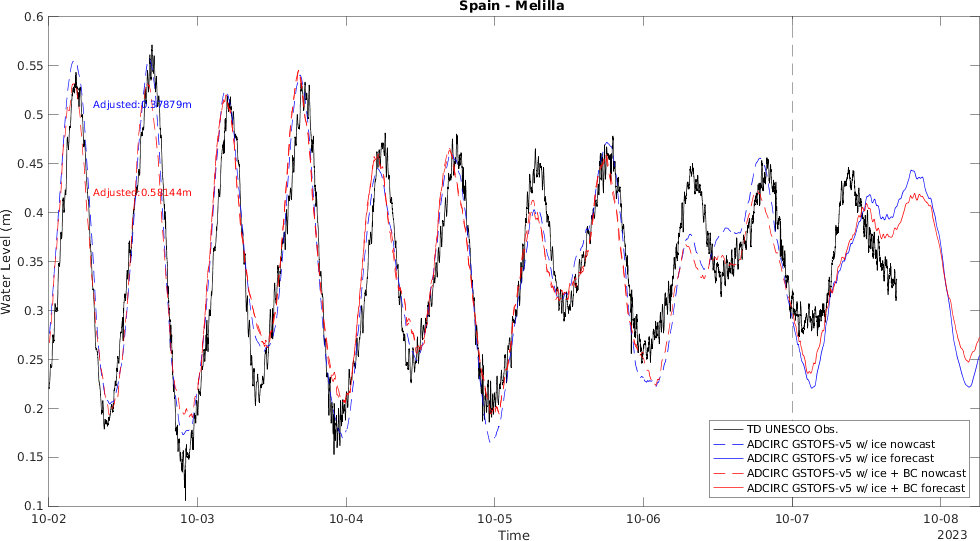 Spain - Melilla
0.6
0.55
0.5
0.45
0.4
0.35
0.3
0.25
0.2
0.15
0.1
Water Level (m)
Adjusted:0.37879m
Adjusted:0.58144m
TD UNESCO Obs.
ADCIRC GSTOFS-v5 w/ ice nowcast
ADCIRC GSTOFS-v5 w/ ice forecast
ADCIRC GSTOFS-v5 w/ ice + BC nowcast
ADCIRC GSTOFS-v5 w/ ice + BC forecast
10-02 10-03 10-04 10-05 10-06 10-07 10-08
Time
2023